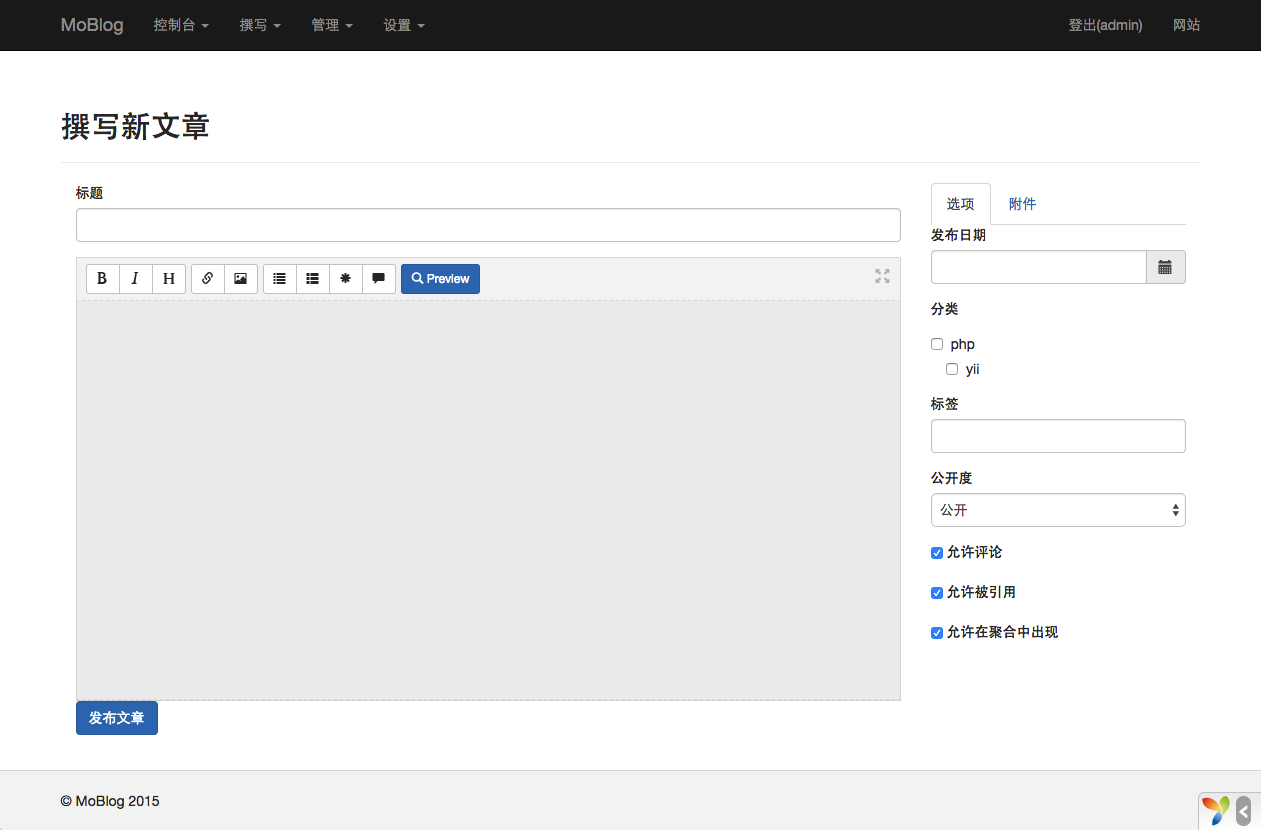 MoBlog 控制台 撰写 管理 设置 登出(admin) 网站
撰写新文章
标题
B I H Preview
发布文章
选项 附件
发布日期
分类
php
yii
标签
公开度
公开
允许评论
允许被引用
允许在聚合中出现
© MoBlog 2015